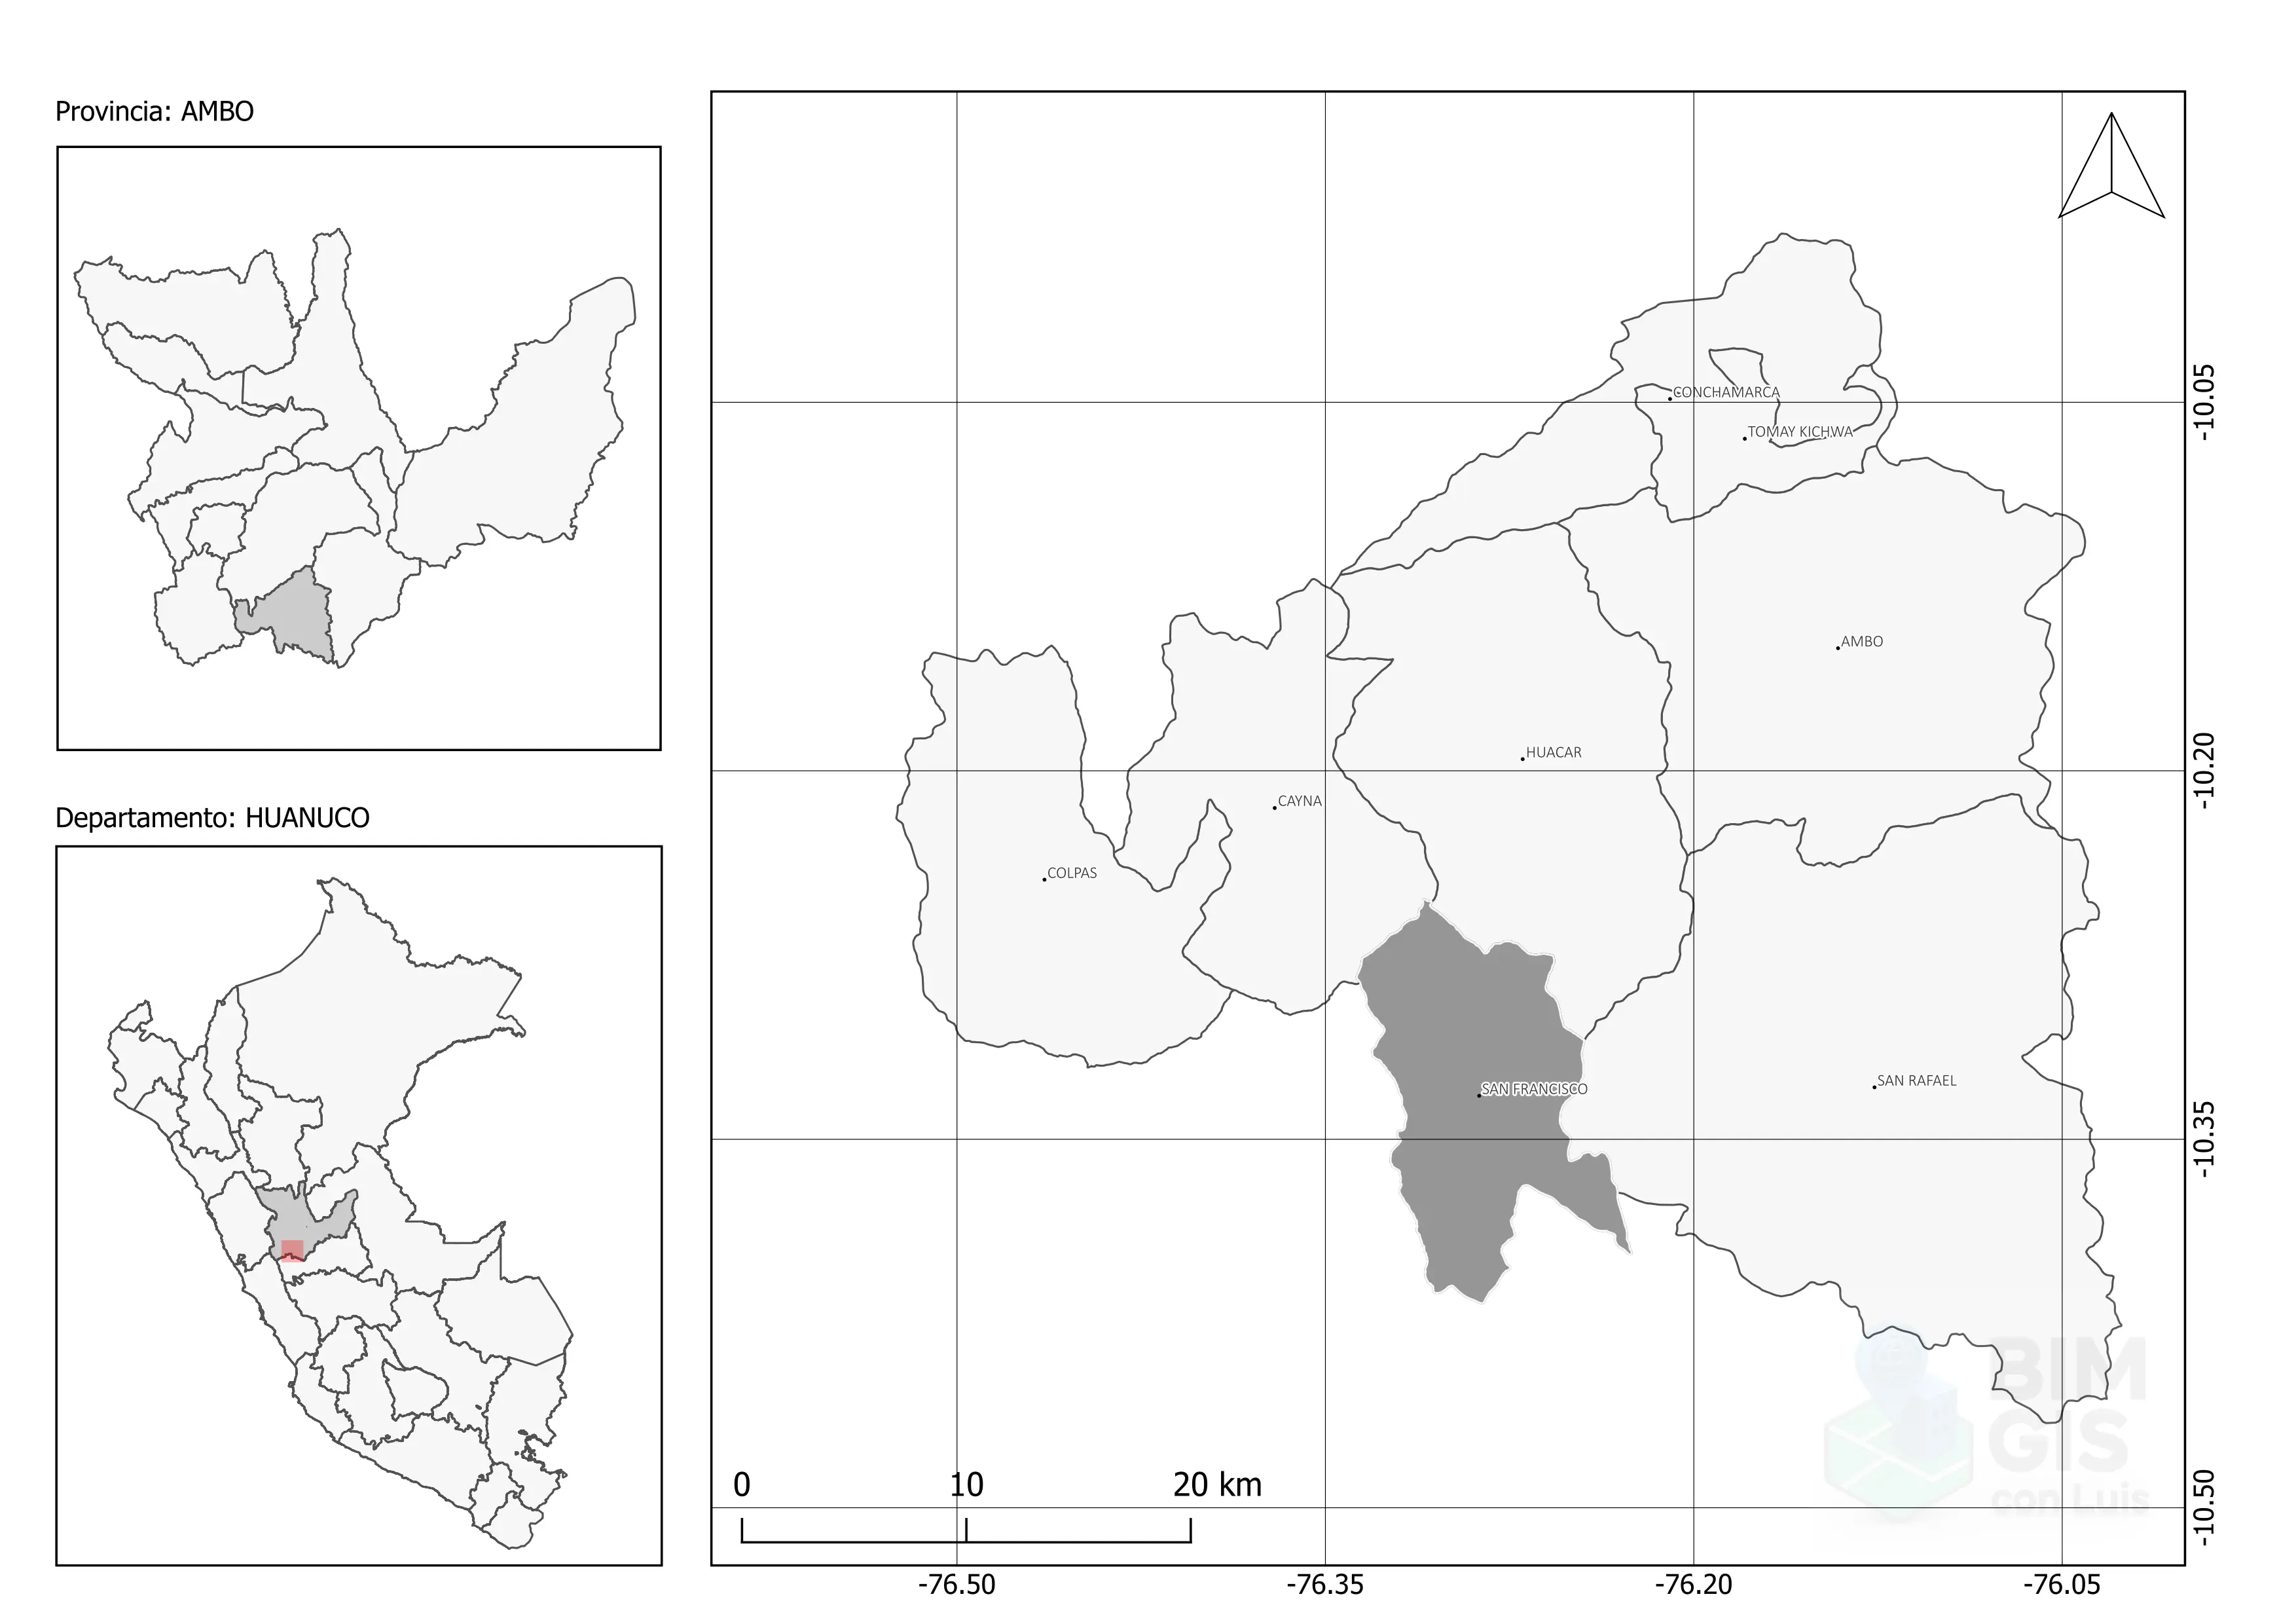 Provincia: AMBO
Departamento: HUANUCO
CONCHAMARCA
TOMAY KICHWA
AMBO
HUACAR
CAYNA
COLPAS
SAN FRANCISCO
SAN RAFAEL
-10.05
-10.20
-10.35
-10.50
0 10 20 km
-76.50 -76.35 -76.20 -76.05
BIM
GIS
con Luis